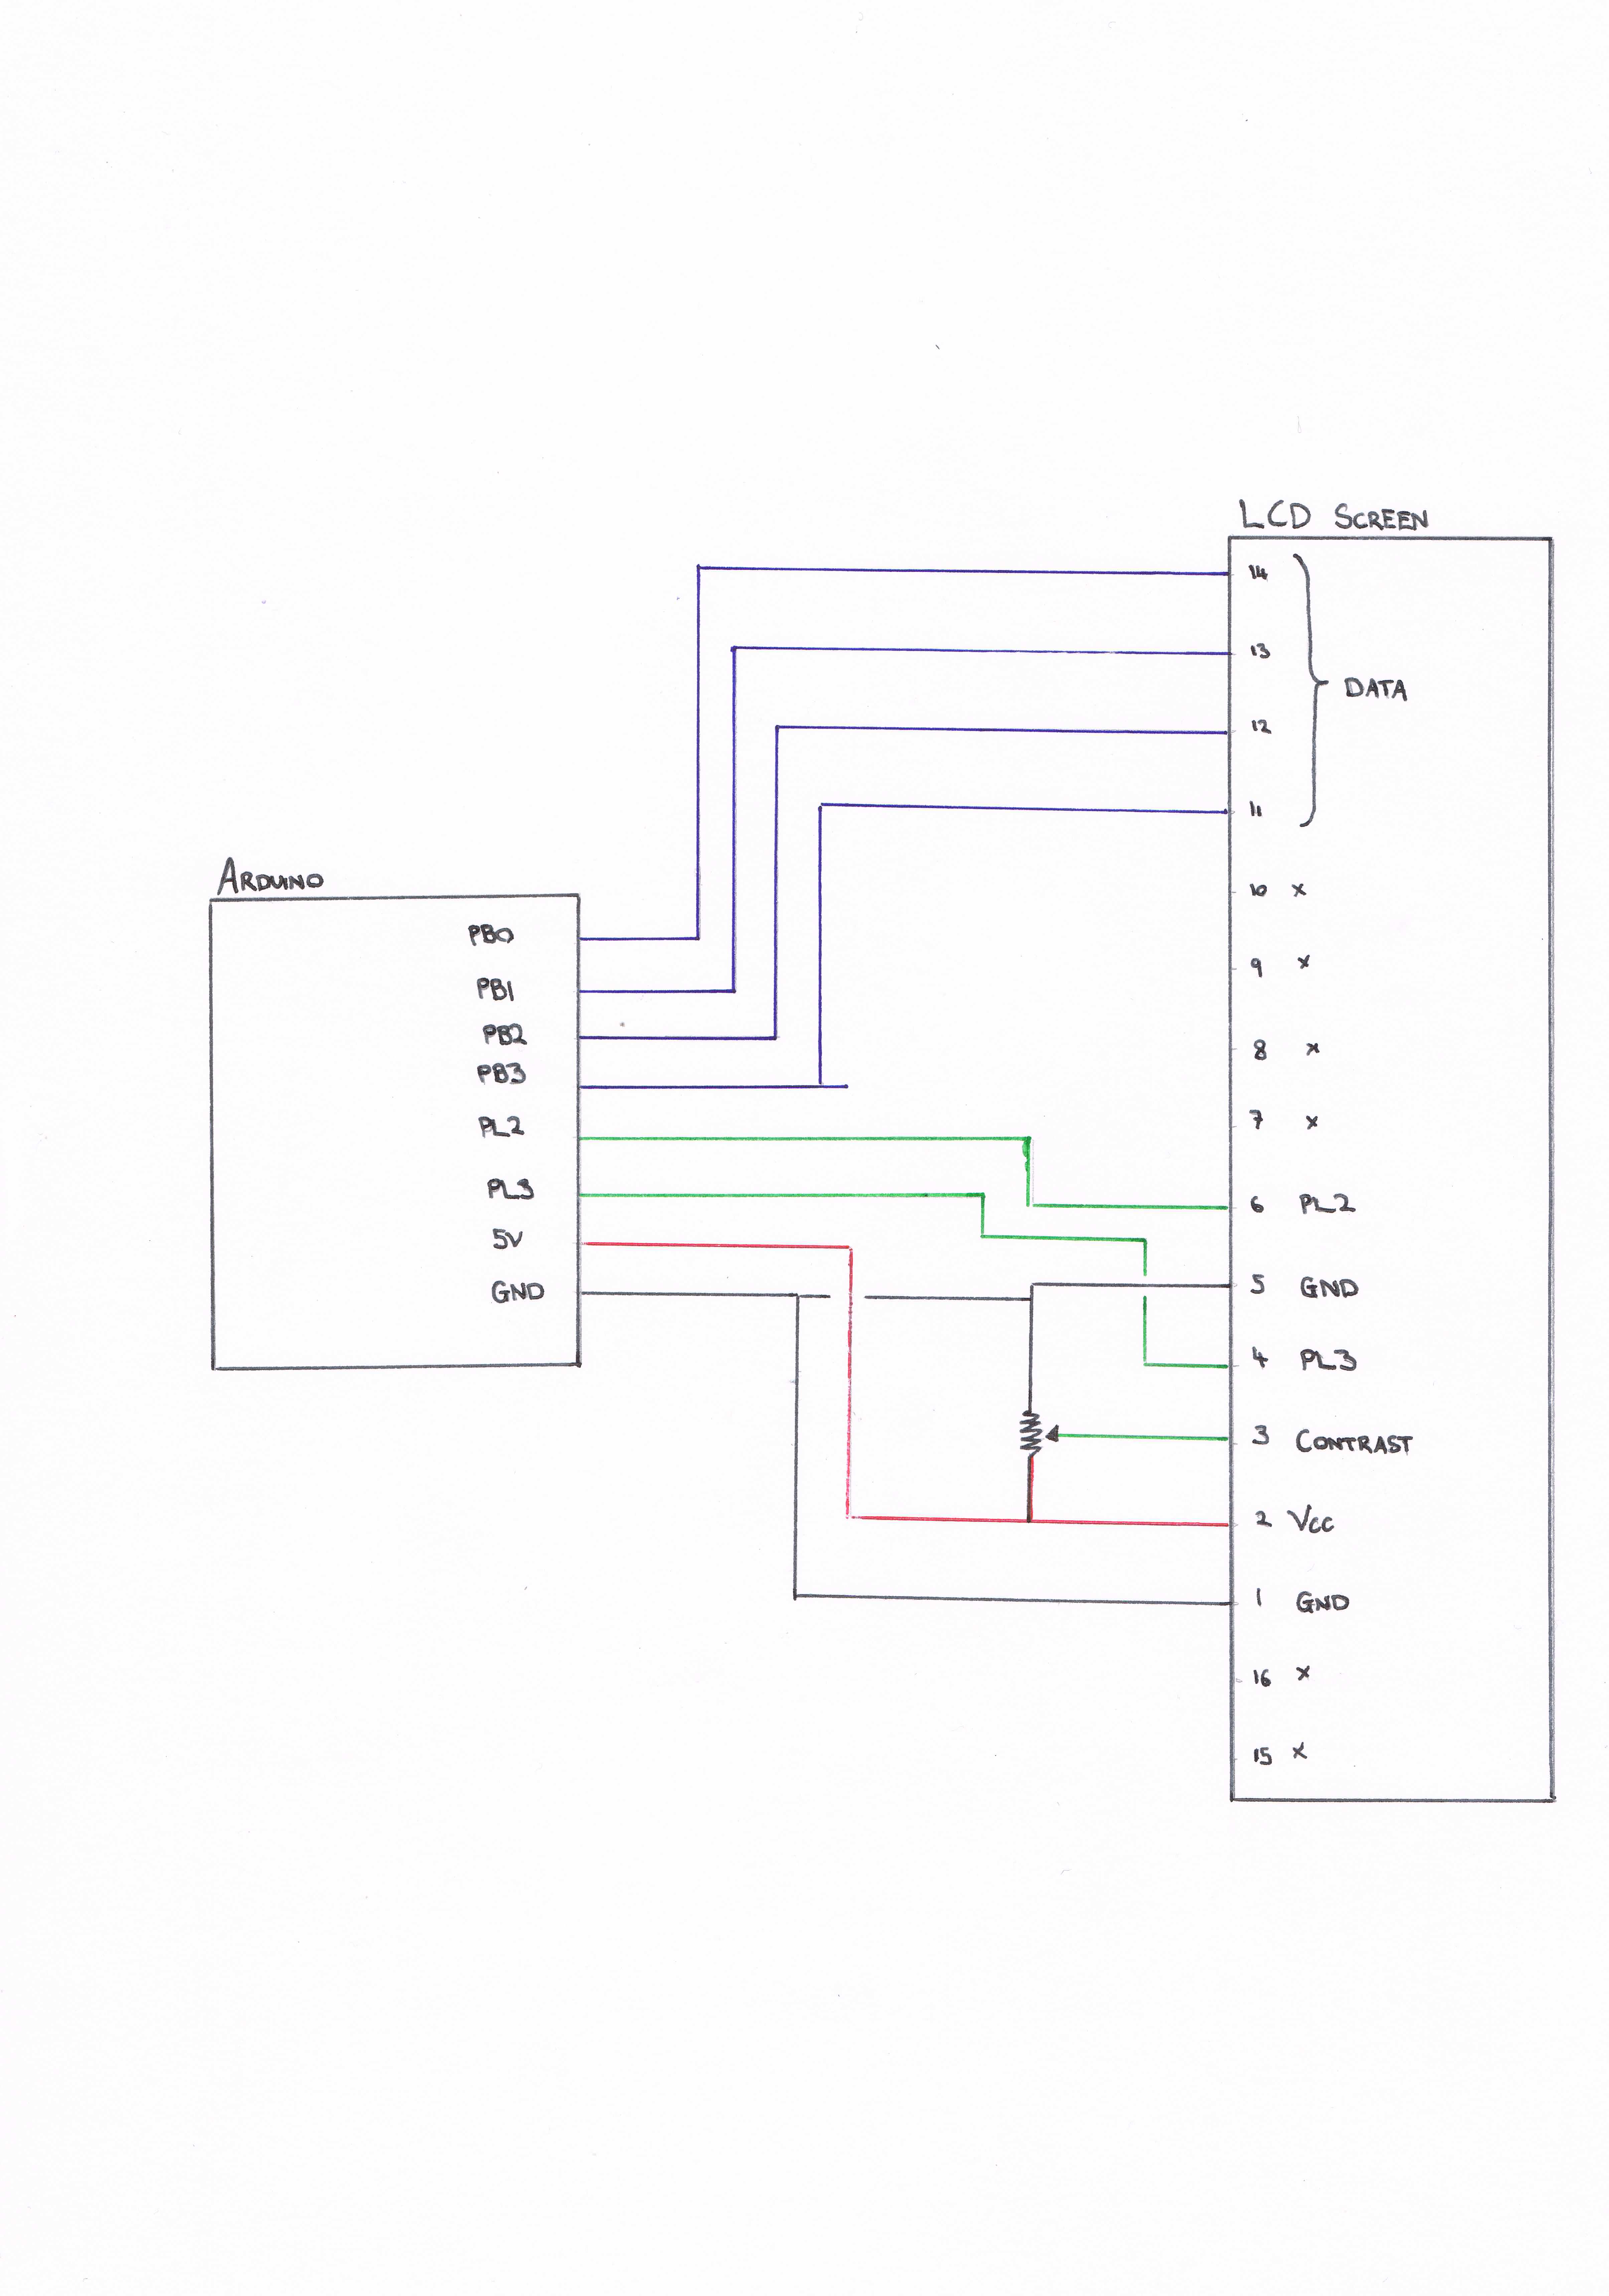 LCD SCREEN
14
13
DATA
12
11
ARDUINO
10 x
PB0
9 x
PB1
PB2
8 x
PB3
7 x
PL2
PL3
6 PL2
5V
5 GND
GND
4 PL3
3 CONTRAST
2 Vcc
1 GND
16 x
15 x